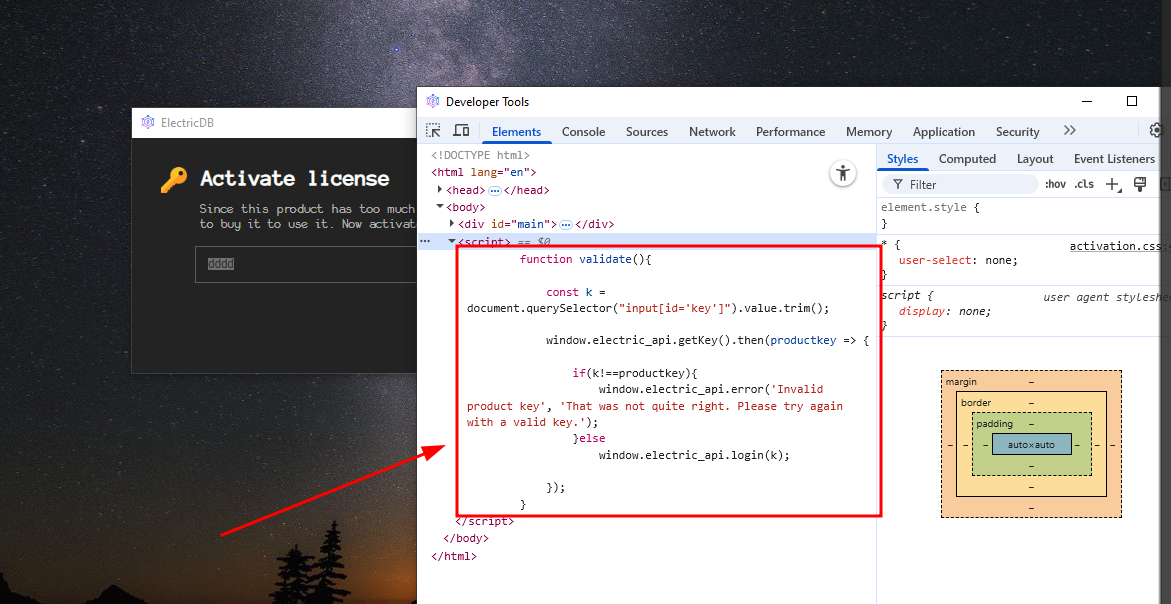 ElectricDB
Activate license
Since this product has too much
to buy it to use it. Now activat
dddd
Developer Tools
Elements Console Sources Network Performance Memory Application Security
<!DOCTYPE html>
<html lang="en">
<head> </head>
<body>
<div id="main"> </div>
<script> == $0
function validate(){
const k =
document.querySelector("input[id='key']").value.trim();
window.electric_api.getKey().then(productkey => {
if(k!==productkey){
window.electric_api.error('Invalid
product key', 'That was not quite right. Please try again
with a valid key.');
}else
window.electric_api.login(k);
});
}
</script>
</body>
</html>
Styles Computed Layout Event Listeners
Filter :hov .cls
element.style {
}
* { activation.css:
user-select: none;
}
script { user agent styleshe
display: none;
}
margin –
border –
padding –
– – – auto×auto – – –
–
–
–